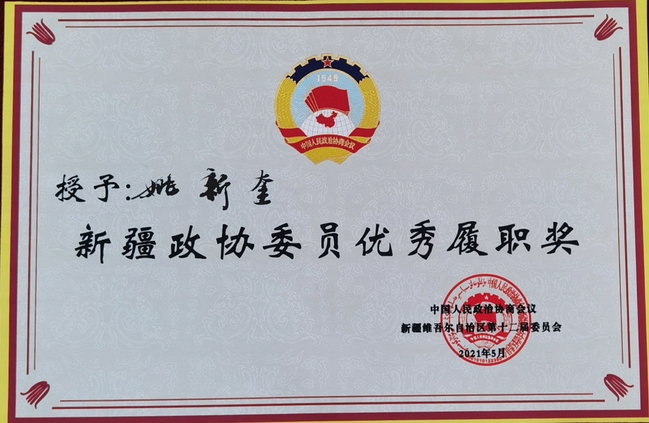 1949
中国人民政治协商会议
授予：姚新奎
新疆政协委员优秀履职奖
中国人民政治协商会议
新疆维吾尔自治区第十二届委员会
2021年5月